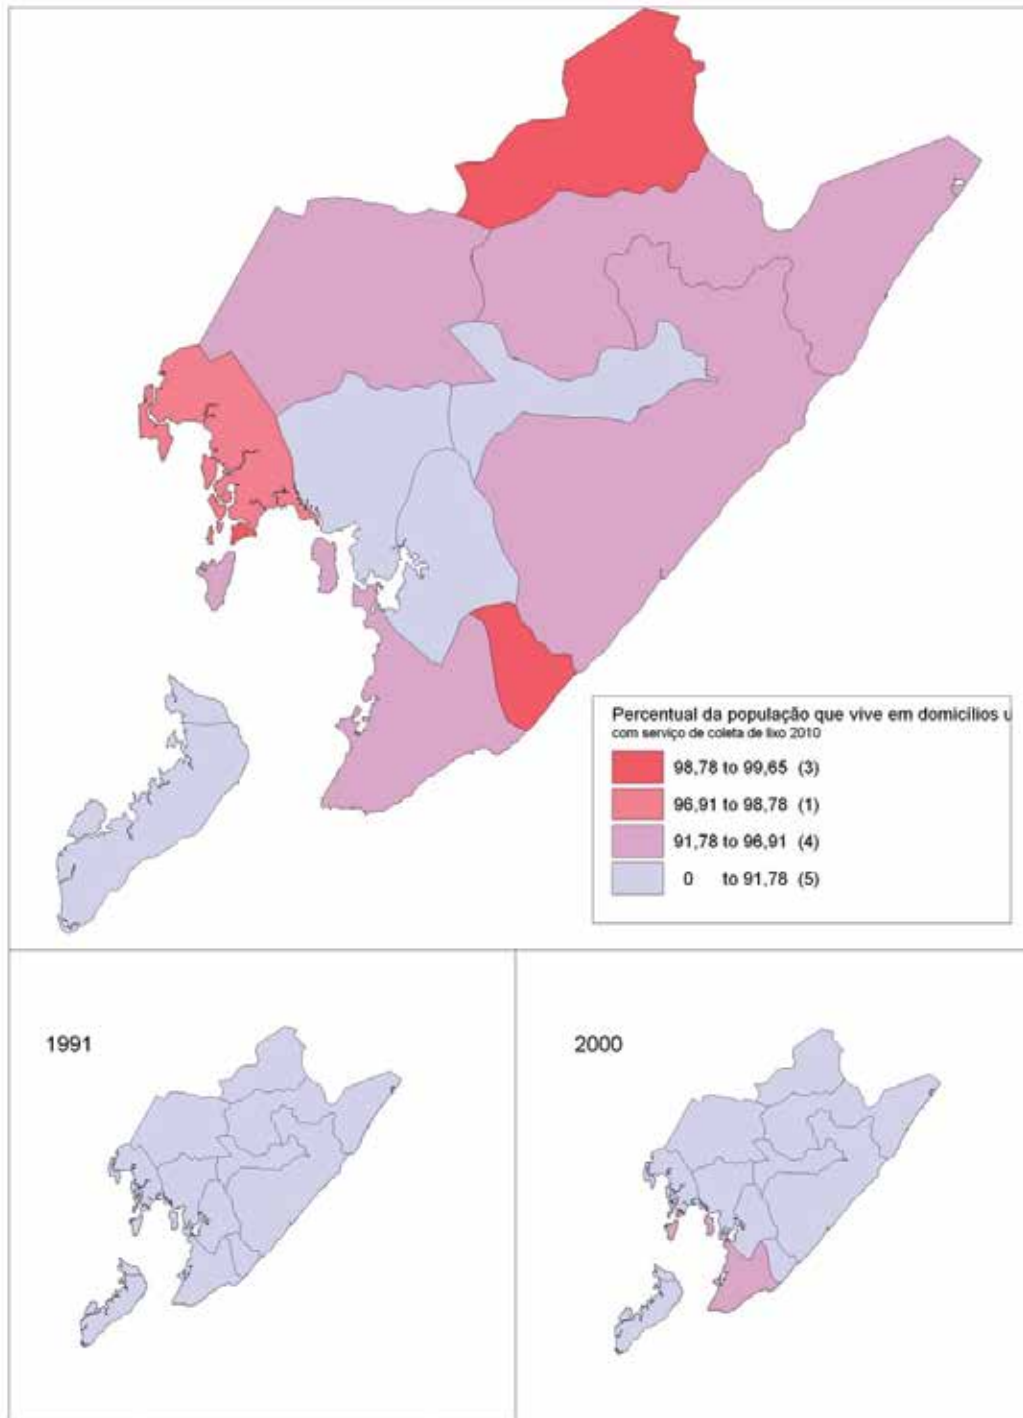 Percentual da população que vive em domicílios u
com serviço de coleta de lixo 2010
98,78 to 99,65 (3)
96,91 to 98,78 (1)
91,78 to 96,91 (4)
0 to 91,78 (5)
1991
2000